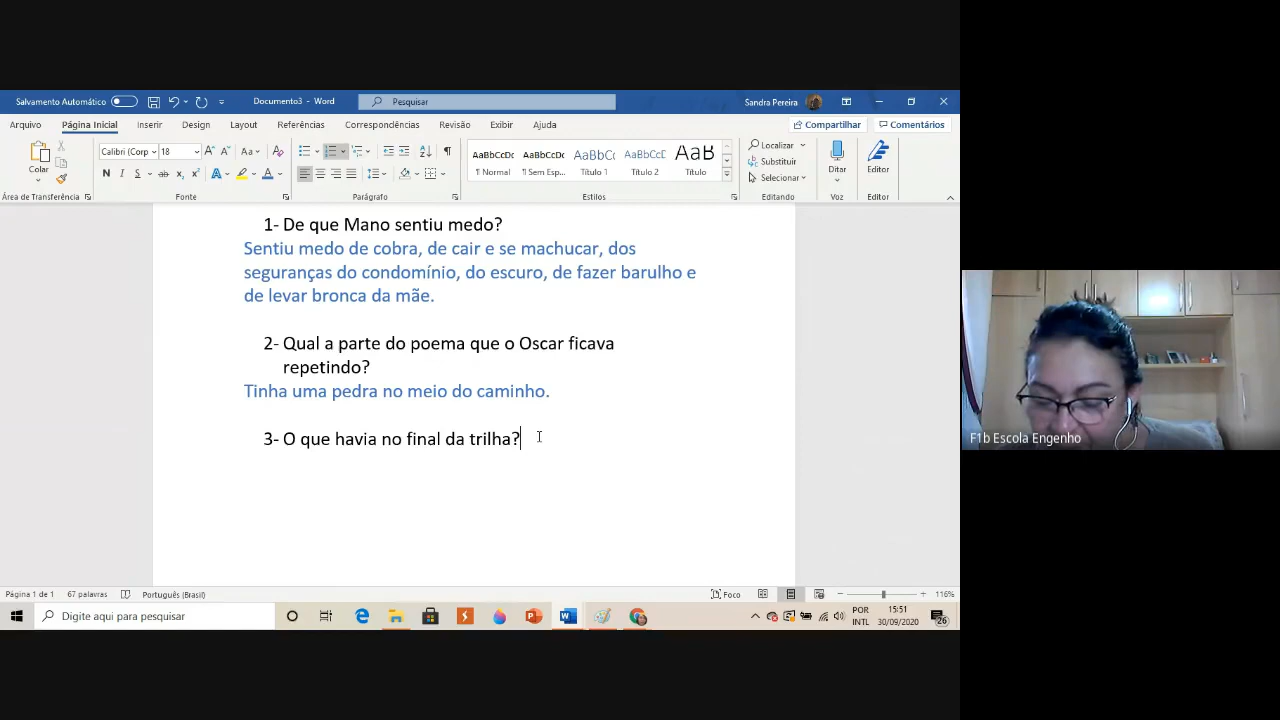 Salvamento Automático
Documento3 - Word
Pesquisar
Sandra Pereira
Arquivo Página Inicial Inserir Design Layout Referências Correspondências Revisão Exibir Ajuda
Compartilhar Comentários
Colar
Calibri (Corp 18
AaBbCcDc AaBbCcDc AaBbCc AaBbCcD AaB
¶ Normal ¶ Sem Esp... Título 1 Título 2 Título
Localizar
Substituir
Selecionar
Ditar
Editor
Área de Transferência Fonte Parágrafo Estilos Editando Voz Editor
1- De que Mano sentiu medo?
Sentiu medo de cobra, de cair e se machucar, dos
seguranças do condomínio, do escuro, de fazer barulho e
de levar bronca da mãe.
2- Qual a parte do poema que o Oscar ficava
repetindo?
Tinha uma pedra no meio do caminho.
3- O que havia no final da trilha?
F1b Escola Engenho
Página 1 de 1 67 palavras Português (Brasil)
Foco
116%
Digite aqui para pesquisar
POR
INTL
15:51
30/09/2020
26